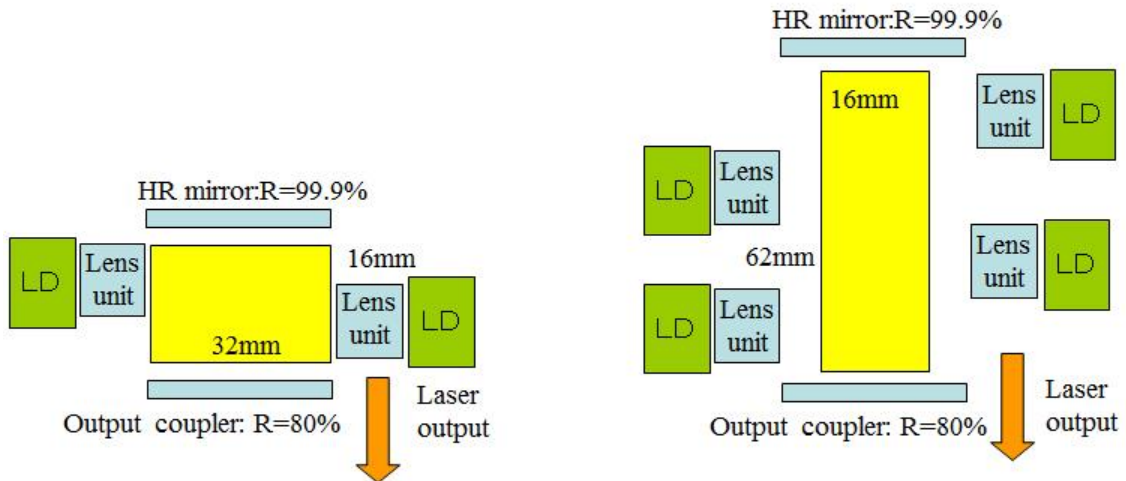 HR mirror:R=99.9%
LD
Lens
unit
16mm
32mm
Lens
unit
LD
Output coupler: R=80%
Laser
output
HR mirror:R=99.9%
16mm
Lens
unit
LD
LD
Lens
unit
62mm
Lens
unit
LD
LD
Lens
unit
Output coupler: R=80%
Laser
output